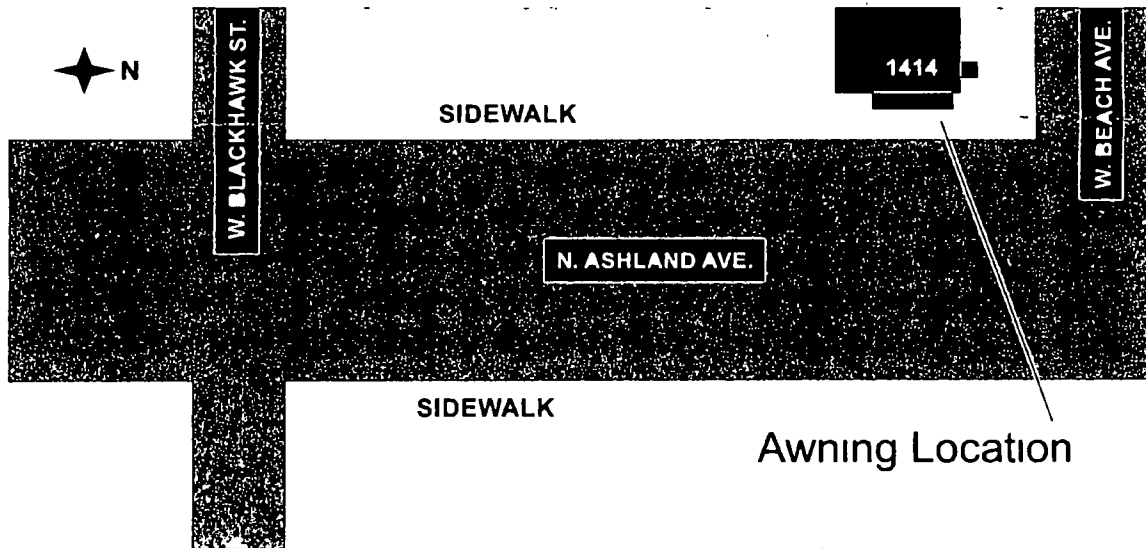 N
W. BLACKHAWK ST.
SIDEWALK
1414
W. BEACH AVE.
N. ASHLAND AVE.
SIDEWALK
Awning Location